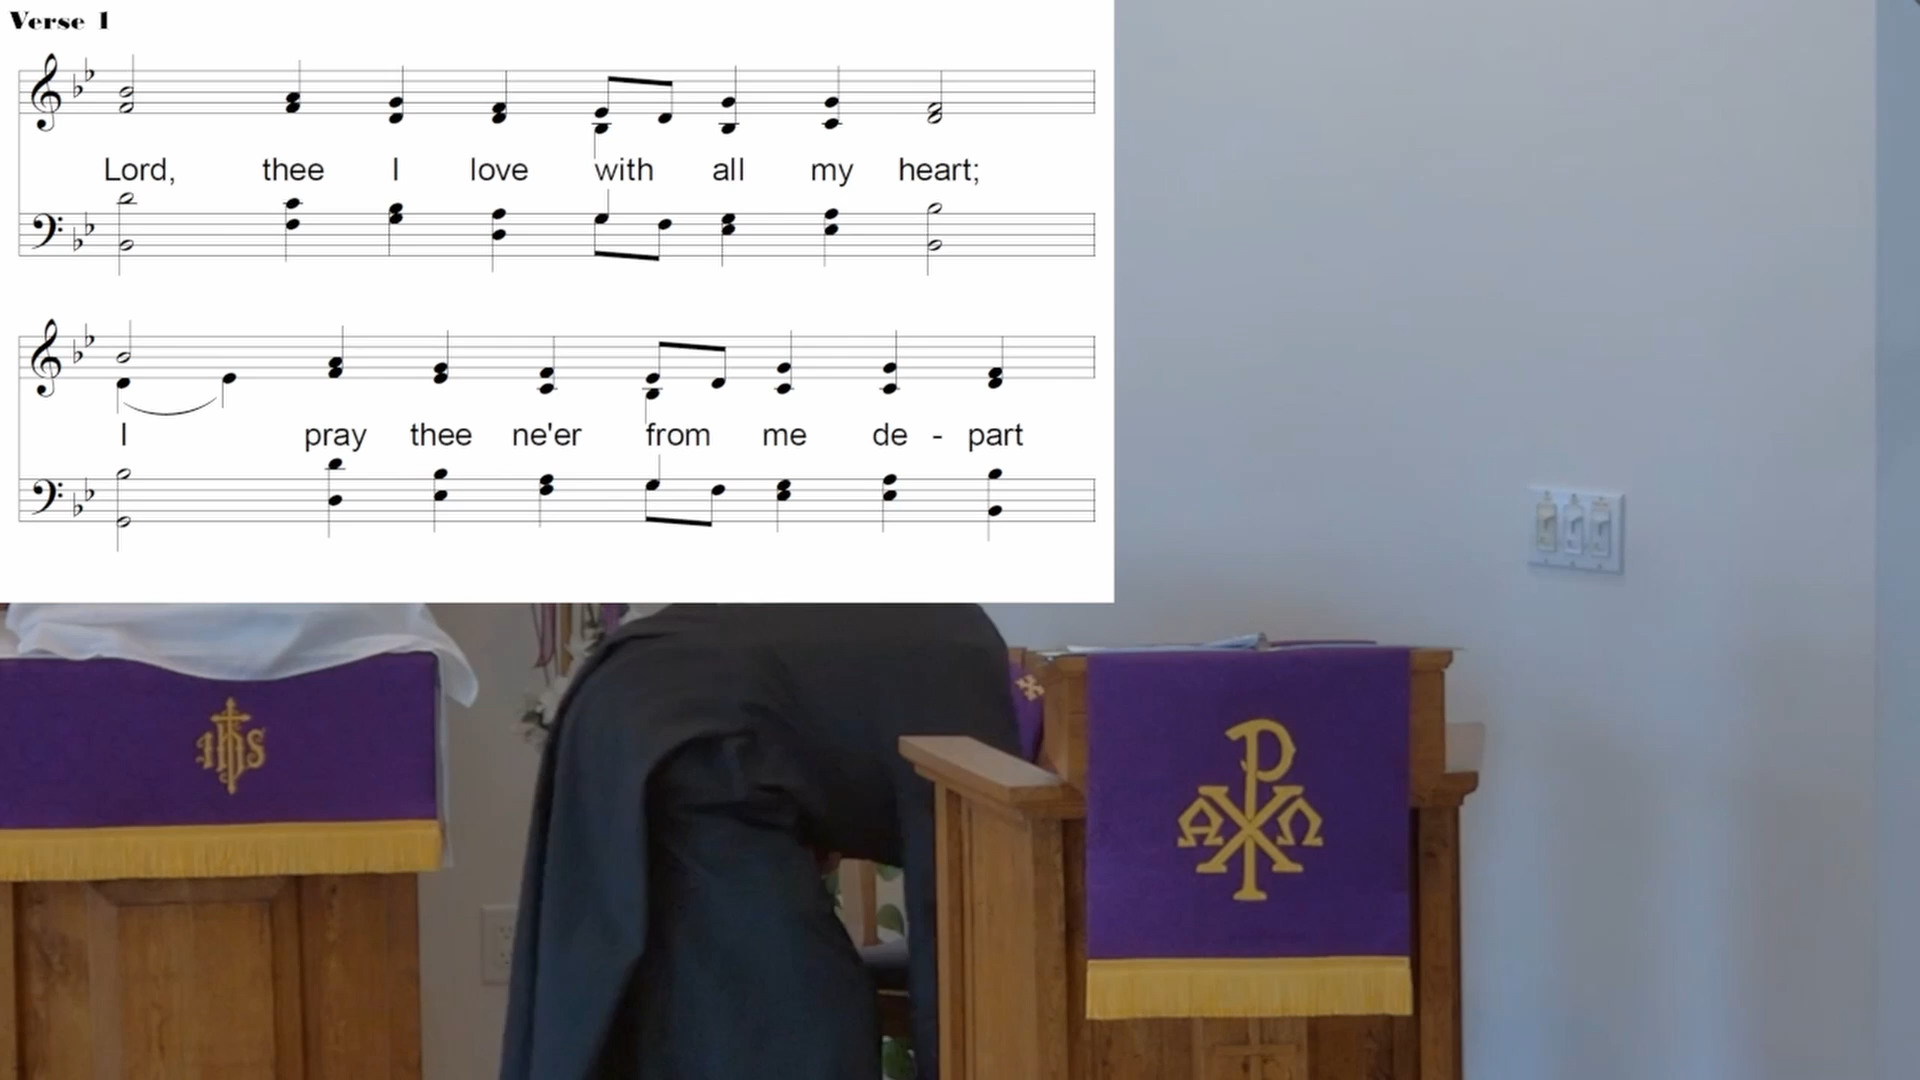 Verse 1
Lord, thee I love with all my heart;
I pray thee ne'er from me de - part
IHS
Α Ω